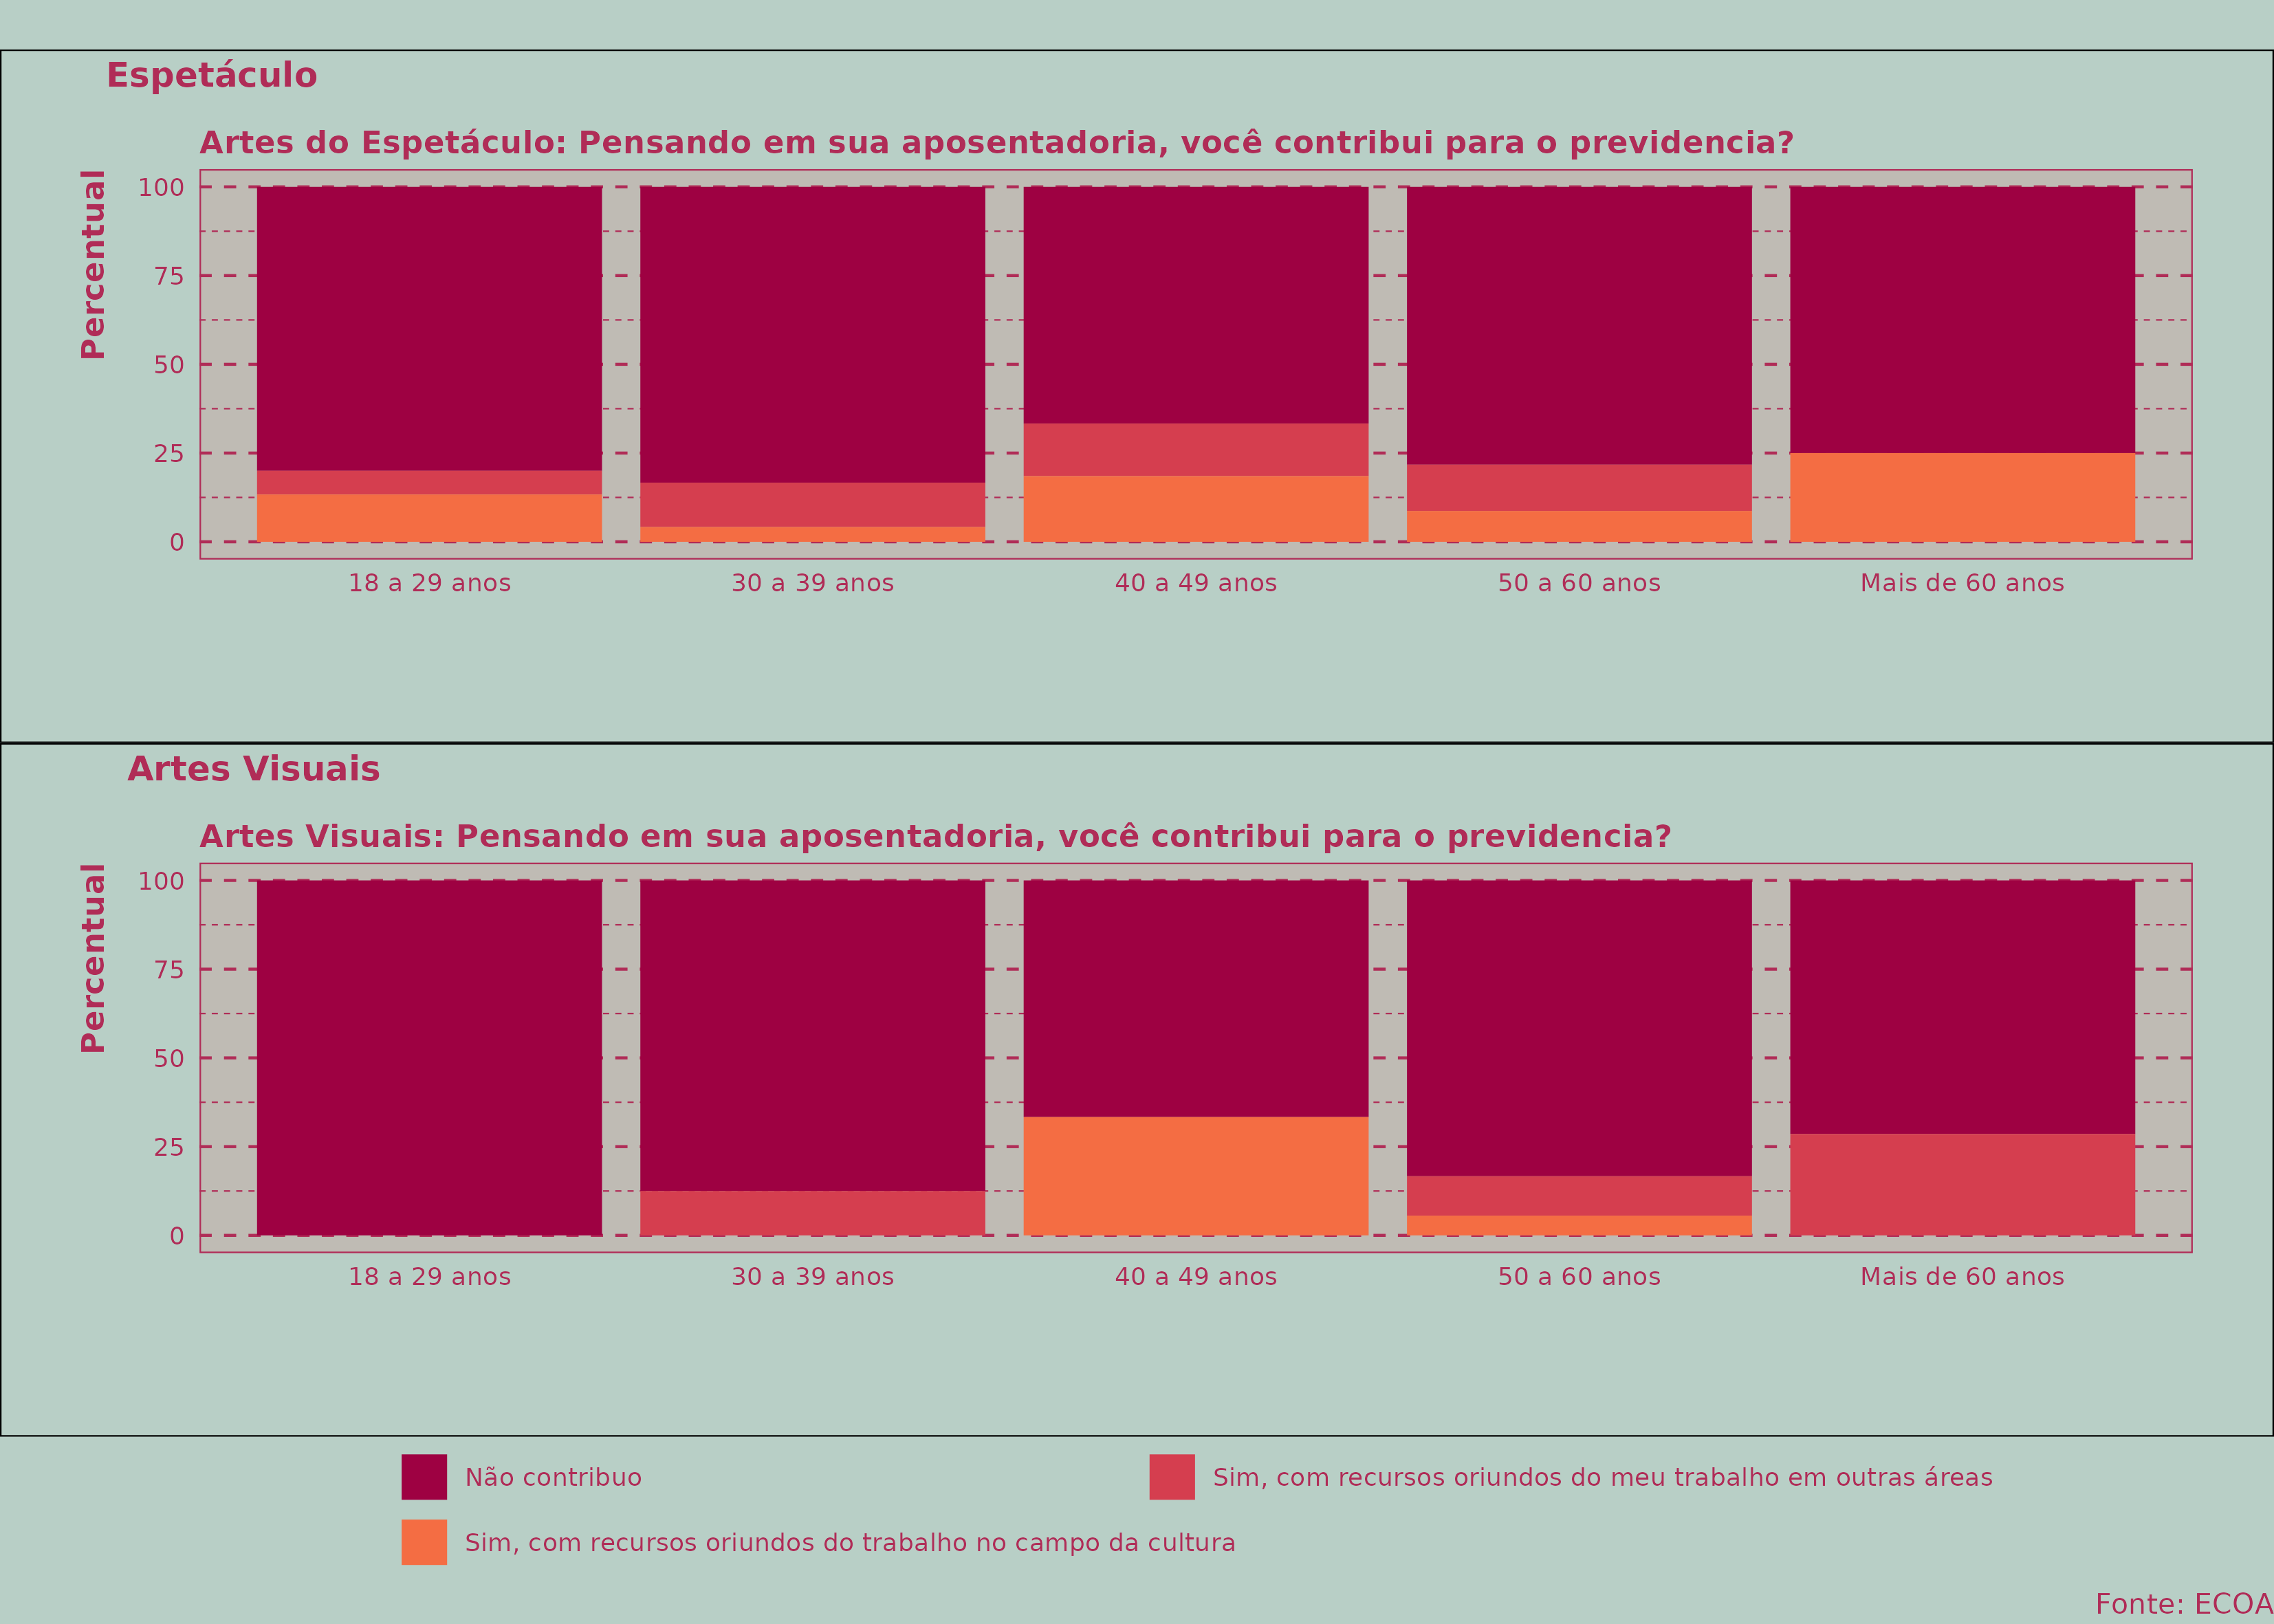 Espetáculo
Artes do Espetáculo: Pensando em sua aposentadoria, você contribui para o previdencia?
Percentual
100
75
50
25
0
18 a 29 anos
30 a 39 anos
40 a 49 anos
50 a 60 anos
Mais de 60 anos
Artes Visuais
Artes Visuais: Pensando em sua aposentadoria, você contribui para o previdencia?
Percentual
100
75
50
25
0
18 a 29 anos
30 a 39 anos
40 a 49 anos
50 a 60 anos
Mais de 60 anos
Não contribuo
Sim, com recursos oriundos do meu trabalho em outras áreas
Sim, com recursos oriundos do trabalho no campo da cultura
Fonte: ECOA